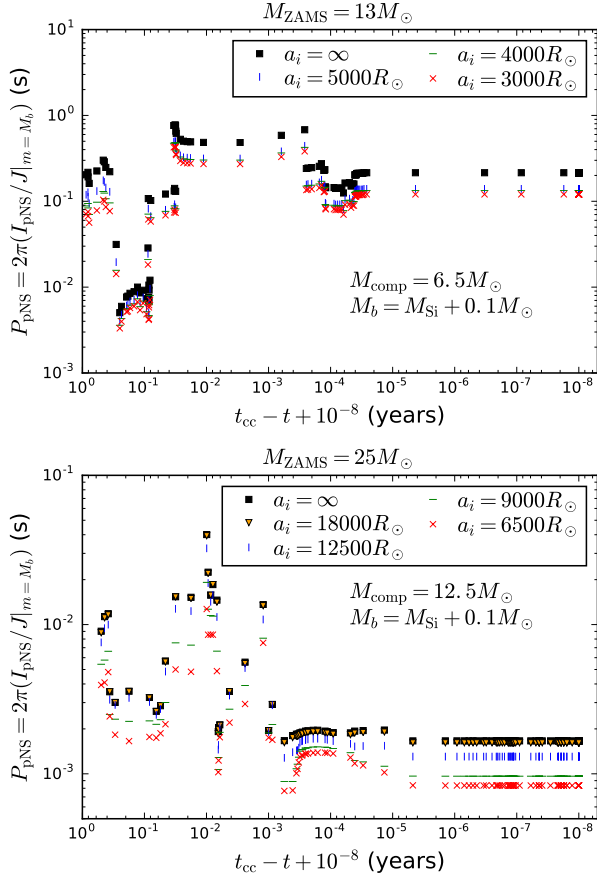 M_ZAMS = 13M_⊙
P_pNS = 2π(I_pNS/J|_{m=M_b}) (s)
10^1
10^0
10^-1
10^-2
10^-3
a_i = ∞
a_i = 5000R_⊙
a_i = 4000R_⊙
a_i = 3000R_⊙
M_comp = 6.5M_⊙
M_b = M_Si + 0.1M_⊙
10^0 10^-1 10^-2 10^-3 10^-4 10^-5 10^-6 10^-7 10^-8
t_cc − t + 10^-8 (years)
M_ZAMS = 25M_⊙
P_pNS = 2π(I_pNS/J|_{m=M_b}) (s)
10^-1
10^-2
10^-3
a_i = ∞
a_i = 18000R_⊙
a_i = 12500R_⊙
a_i = 9000R_⊙
a_i = 6500R_⊙
M_comp = 12.5M_⊙
M_b = M_Si + 0.1M_⊙
10^0 10^-1 10^-2 10^-3 10^-4 10^-5 10^-6 10^-7 10^-8
t_cc − t + 10^-8 (years)